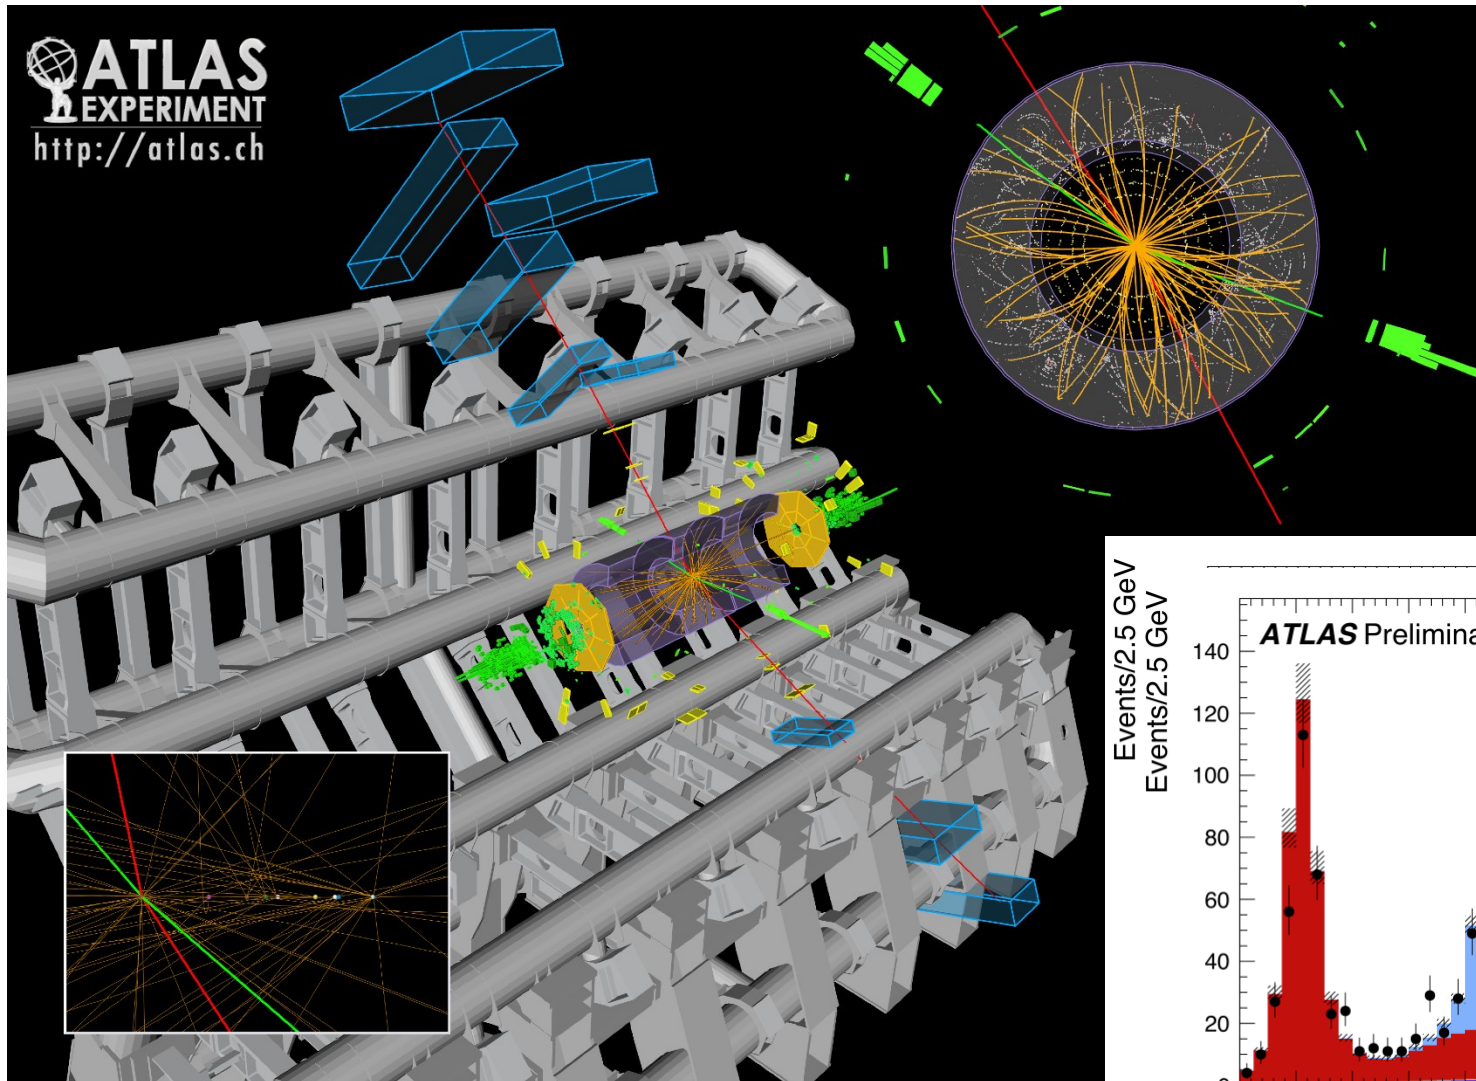 ATLAS
EXPERIMENT
http://atlas.ch
Events/2.5 GeV
Events/2.5 GeV
ATLAS Prelimina
140
120
100
80
60
40
20
0